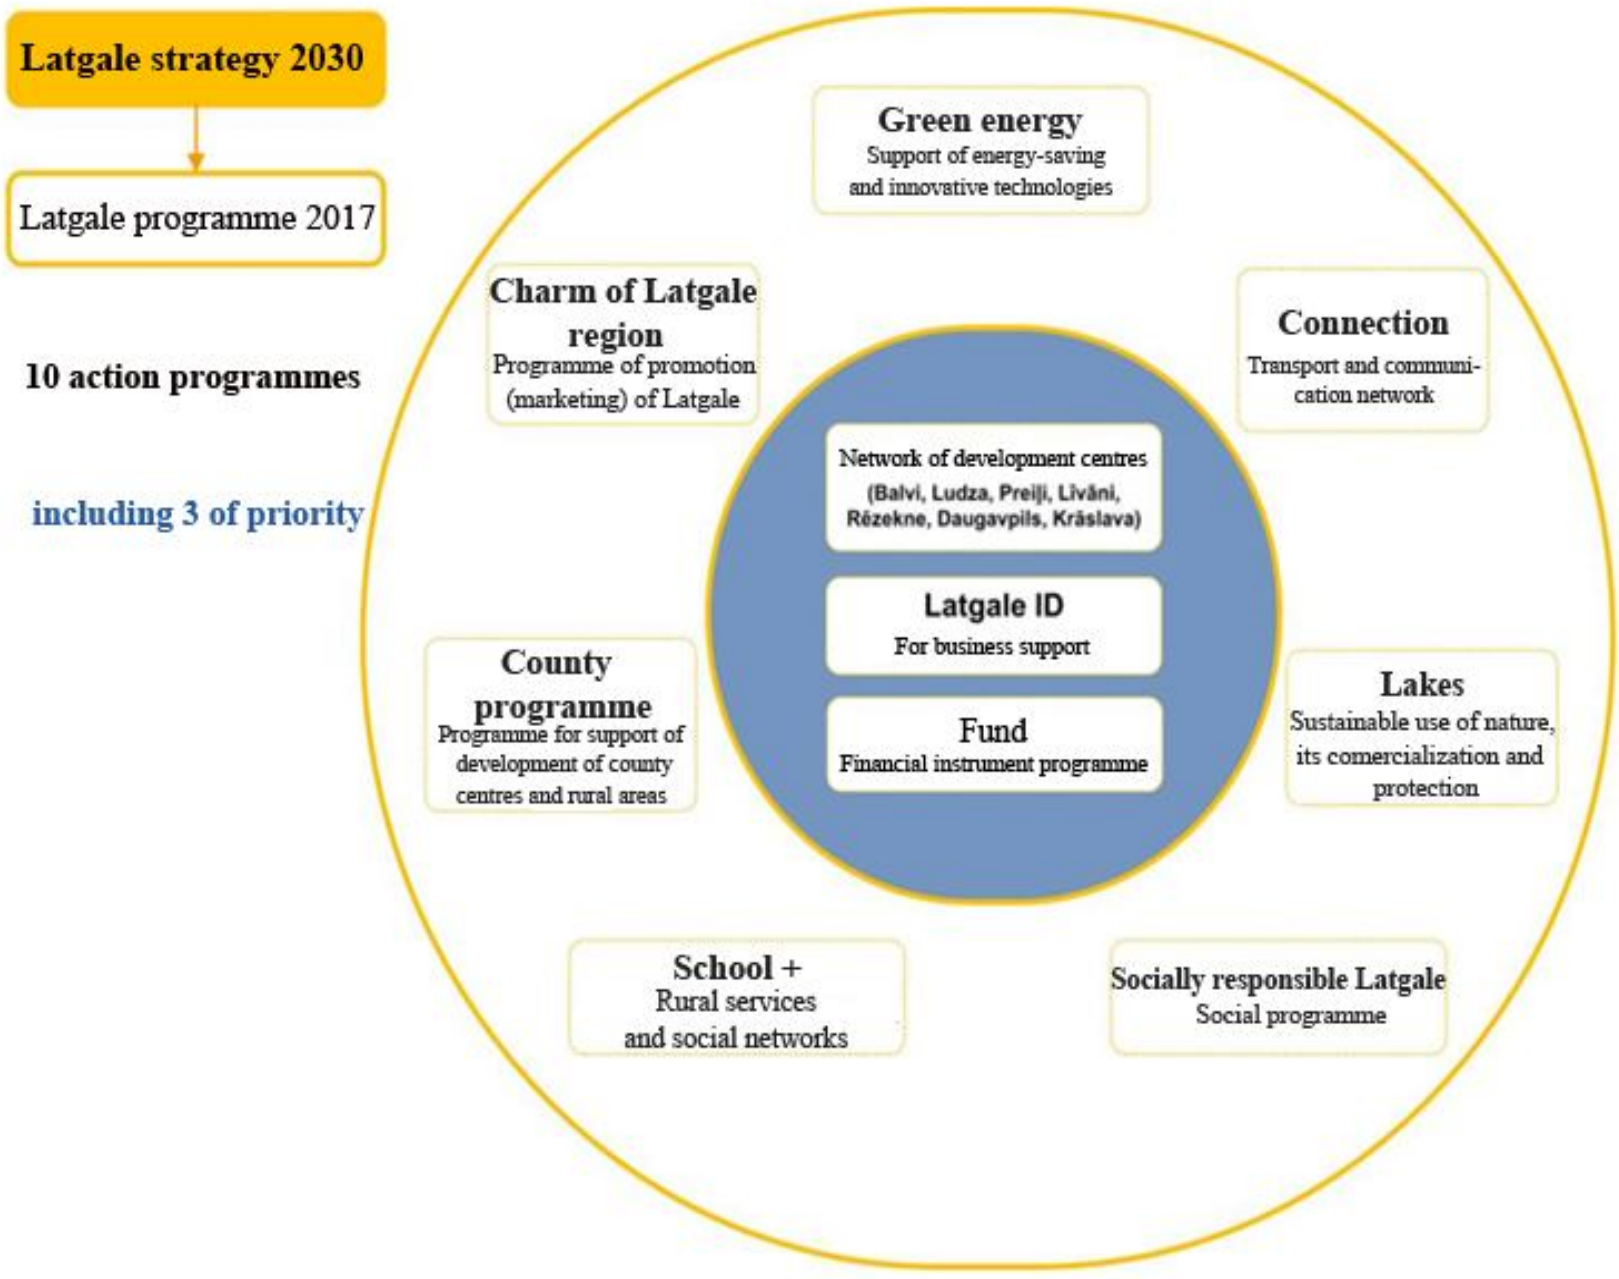 Latgale strategy 2030
Latgale programme 2017
10 action programmes
including 3 of priority
Green energy
Support of energy-saving
and innovative technologies
Charm of Latgale
region
Programme of promotion
(marketing) of Latgale
Connection
Transport and communi-
cation network
Network of development centres
(Balvi, Ludza, Preiļi, Līvāni,
Rēzekne, Daugavpils, Krāslava)
Latgale ID
For business support
Fund
Financial instrument programme
County
programme
Programme for support of
development of county
centres and rural areas
Lakes
Sustainable use of nature,
its comercialization and
protection
School +
Rural services
and social networks
Socially responsible Latgale
Social programme